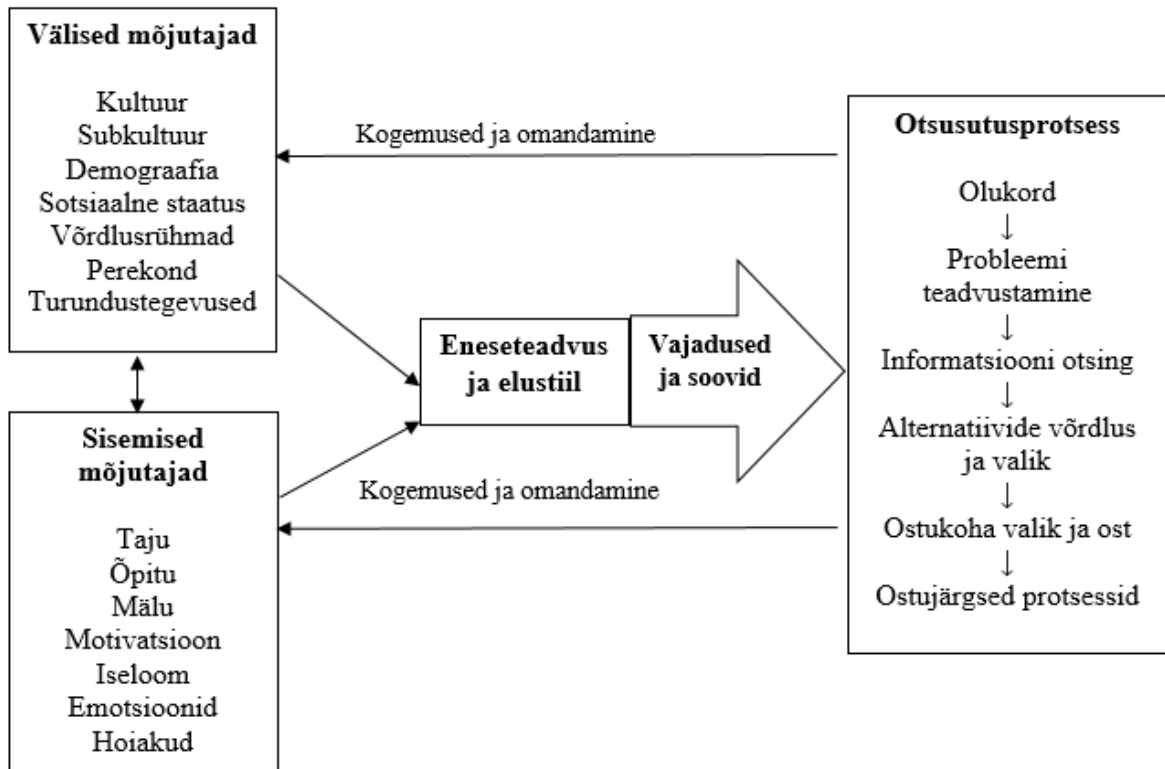 Välised mõjutajad
Kultuur
Subkultuur
Demograafia
Sotsiaalne staatus
Võrdlusrühmad
Perekond
Turundustegevused
Sisemised
mõjutajad
Taju
Õpitu
Mälu
Motivatsioon
Iseloom
Emotsioonid
Hoiakud
Kogemused ja omandamine
Eneseteadvus
ja elustiil
Vajadused
ja soovid
Kogemused ja omandamine
Otsusutusprotsess
Olukord
↓
Probleemi
teadvustamine
↓
Informatsiooni otsing
↓
Alternatiivide võrdlus
ja valik
↓
Ostukoha valik ja ost
↓
Ostujärgsed protsessid